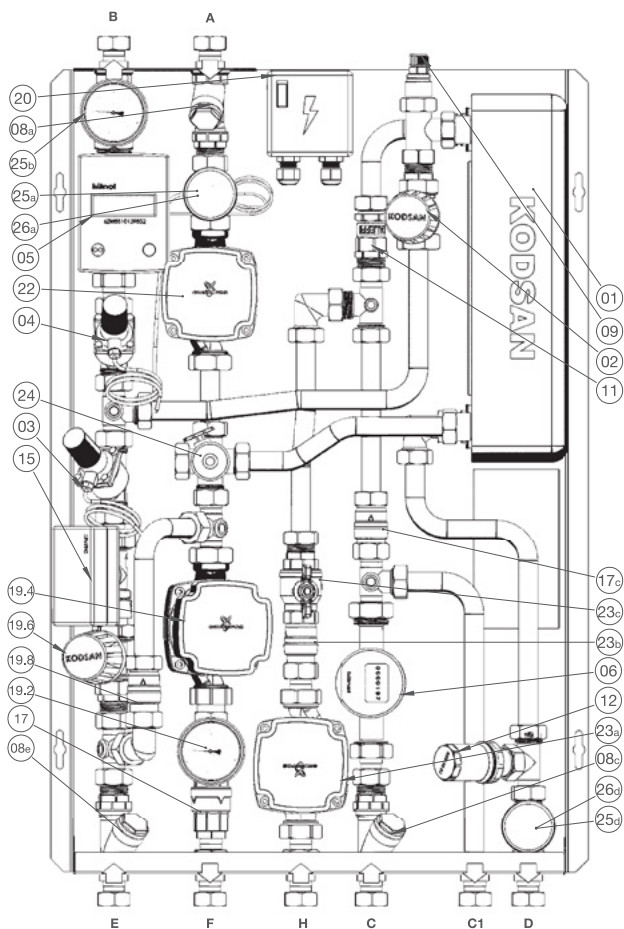 B
A
20
08a
25b
25a
26a
05
22
04
24
03
15
19.4
19.6
19.8
19.2
17
08e
KODSAN
KODSAN
KODSAN
01
09
02
11
17c
23c
23b
06
12
23a
08c
26d
25d
E
F
H
C
C1
D